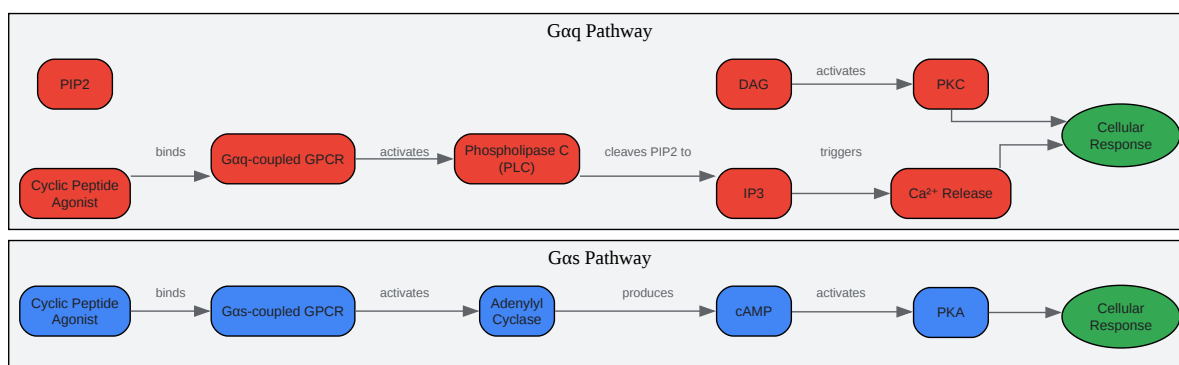 Gαq Pathway
PIP2
DAG
activates
PKC
Cellular
Response
binds
Gαq-coupled GPCR
activates
Phospholipase C
(PLC)
cleaves PIP2 to
triggers
Cyclic Peptide
Agonist
IP3
Ca²⁺ Release
Gαs Pathway
Cyclic Peptide
Agonist
binds
Gαs-coupled GPCR
activates
Adenylyl
Cyclase
produces
cAMP
activates
PKA
Cellular
Response